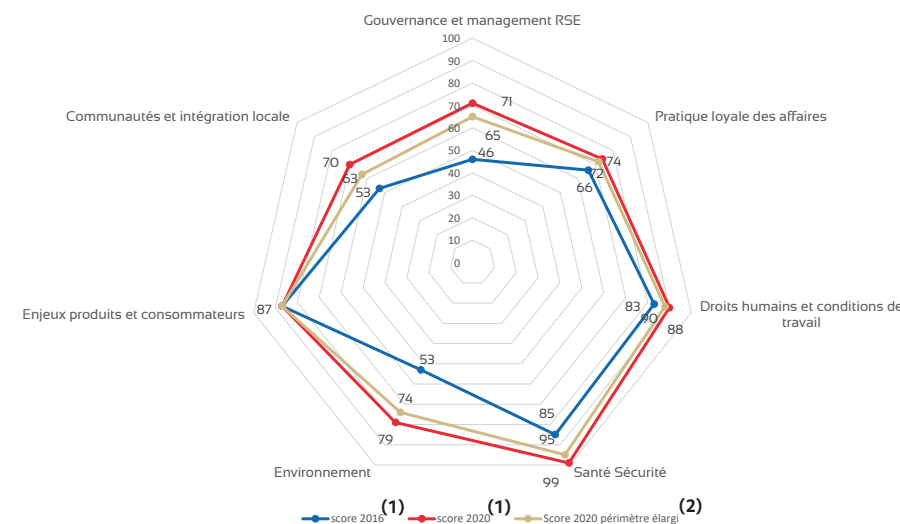 Gouvernance et management RSE
100
90
80
70
60
50
40
30
20
10
0
71
65
46
Communautés et intégration locale
Pratique loyale des affaires
70
63
53
74
72
66
Enjeux produits et consommateurs
87
83
90
88
Droits humains et conditions de
travail
53
74
79
85
95
99
Environnement
Santé Sécurité
score 2016 (1)
score 2020 (1)
Score 2020 périmètre élargi (2)